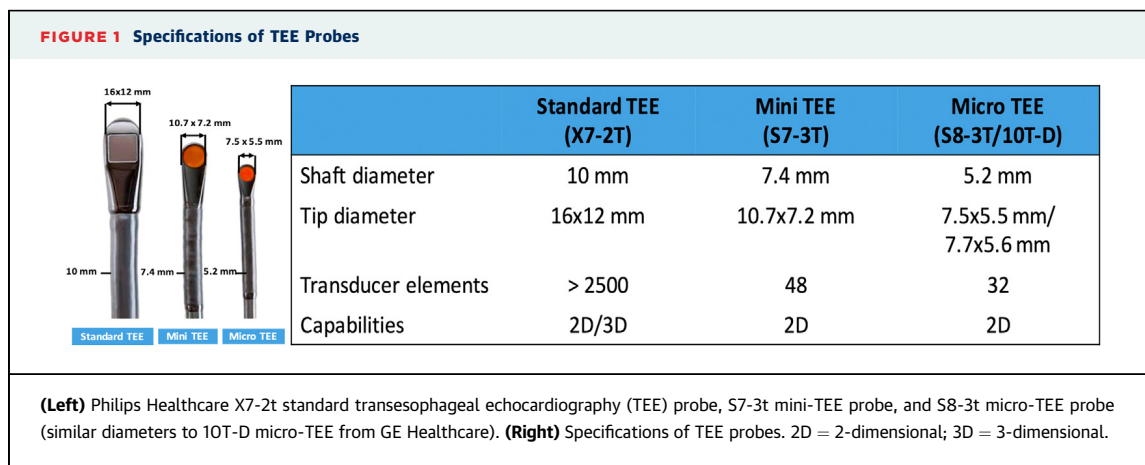 FIGURE 1 Specifications of TEE Probes
16x12 mm
10.7 x 7.2 mm
7.5 x 5.5 mm
10 mm
7.4 mm
5.2 mm
Standard TEE
Mini TEE
Micro TEE
Standard TEE (X7-2T)
Mini TEE (S7-3T)
Micro TEE (S8-3T/10T-D)
Shaft diameter 10 mm 7.4 mm 5.2 mm
Tip diameter 16x12 mm 10.7x7.2 mm 7.5x5.5 mm/ 7.7x5.6 mm
Transducer elements > 2500 48 32
Capabilities 2D/3D 2D 2D
(Left) Philips Healthcare X7-2t standard transesophageal echocardiography (TEE) probe, S7-3t mini-TEE probe, and S8-3t micro-TEE probe
(similar diameters to 10T-D micro-TEE from GE Healthcare). (Right) Specifications of TEE probes. 2D = 2-dimensional; 3D = 3-dimensional.